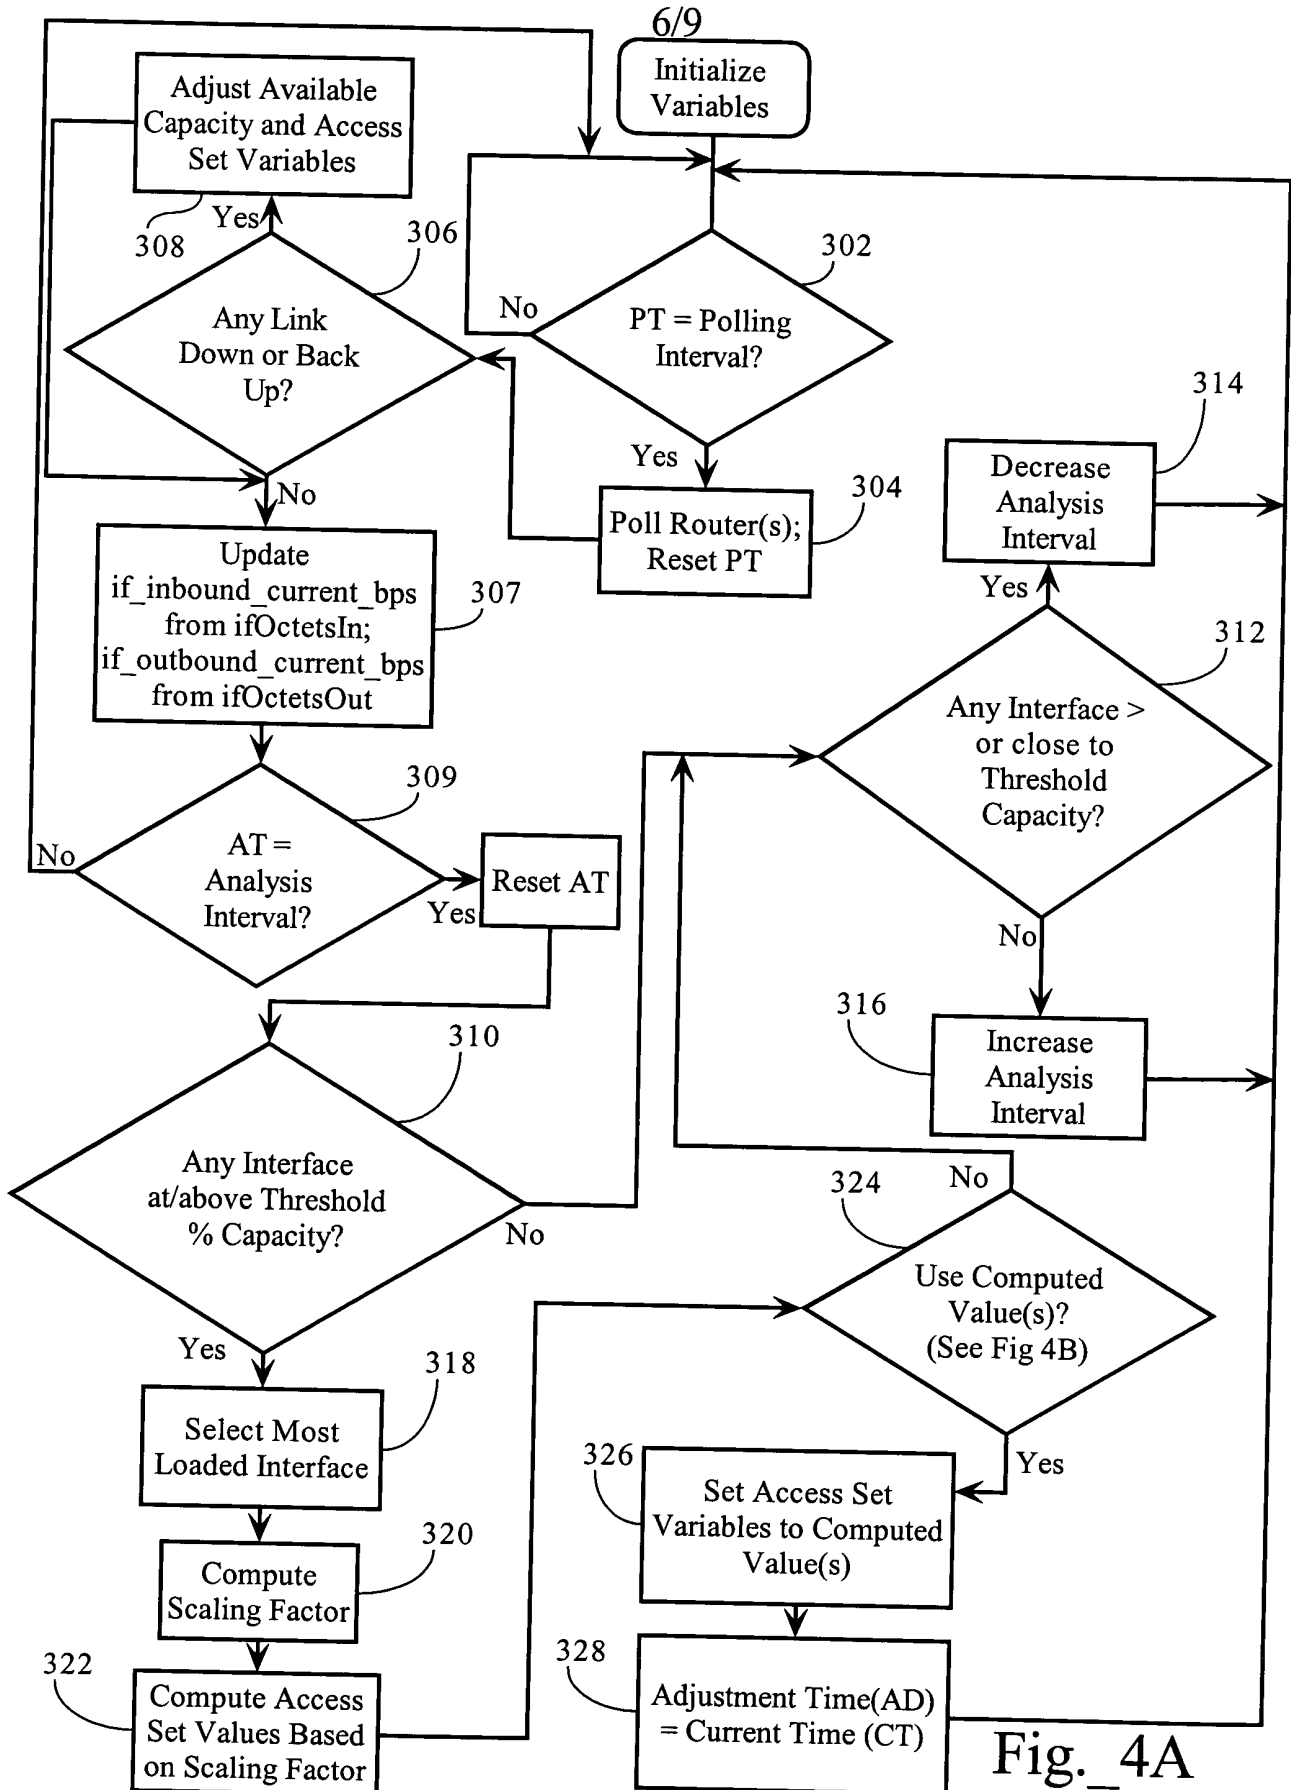 6/9
Initialize
Variables
Adjust Available
Capacity and Access
Set Variables
308
Yes
306
Any Link
Down or Back
Up?
No
302
PT = Polling
Interval?
No
Yes
304
Poll Router(s);
Reset PT
Update
if_inbound_current_bps
from ifOctetsIn;
if_outbound_current_bps
from ifOctetsOut
307
309
AT =
Analysis
Interval?
No
Yes
Reset AT
310
Any Interface
at/above Threshold
% Capacity?
No
Yes
314
Decrease
Analysis
Interval
Yes
312
Any Interface >
or close to
Threshold
Capacity?
No
316
Increase
Analysis
Interval
318
Select Most
Loaded Interface
320
Compute
Scaling Factor
322
Compute Access
Set Values Based
on Scaling Factor
324
No
Use Computed
Value(s)?
(See Fig 4B)
Yes
326
Set Access Set
Variables to Computed
Value(s)
328
Adjustment Time(AD)
= Current Time (CT)
Fig._4A